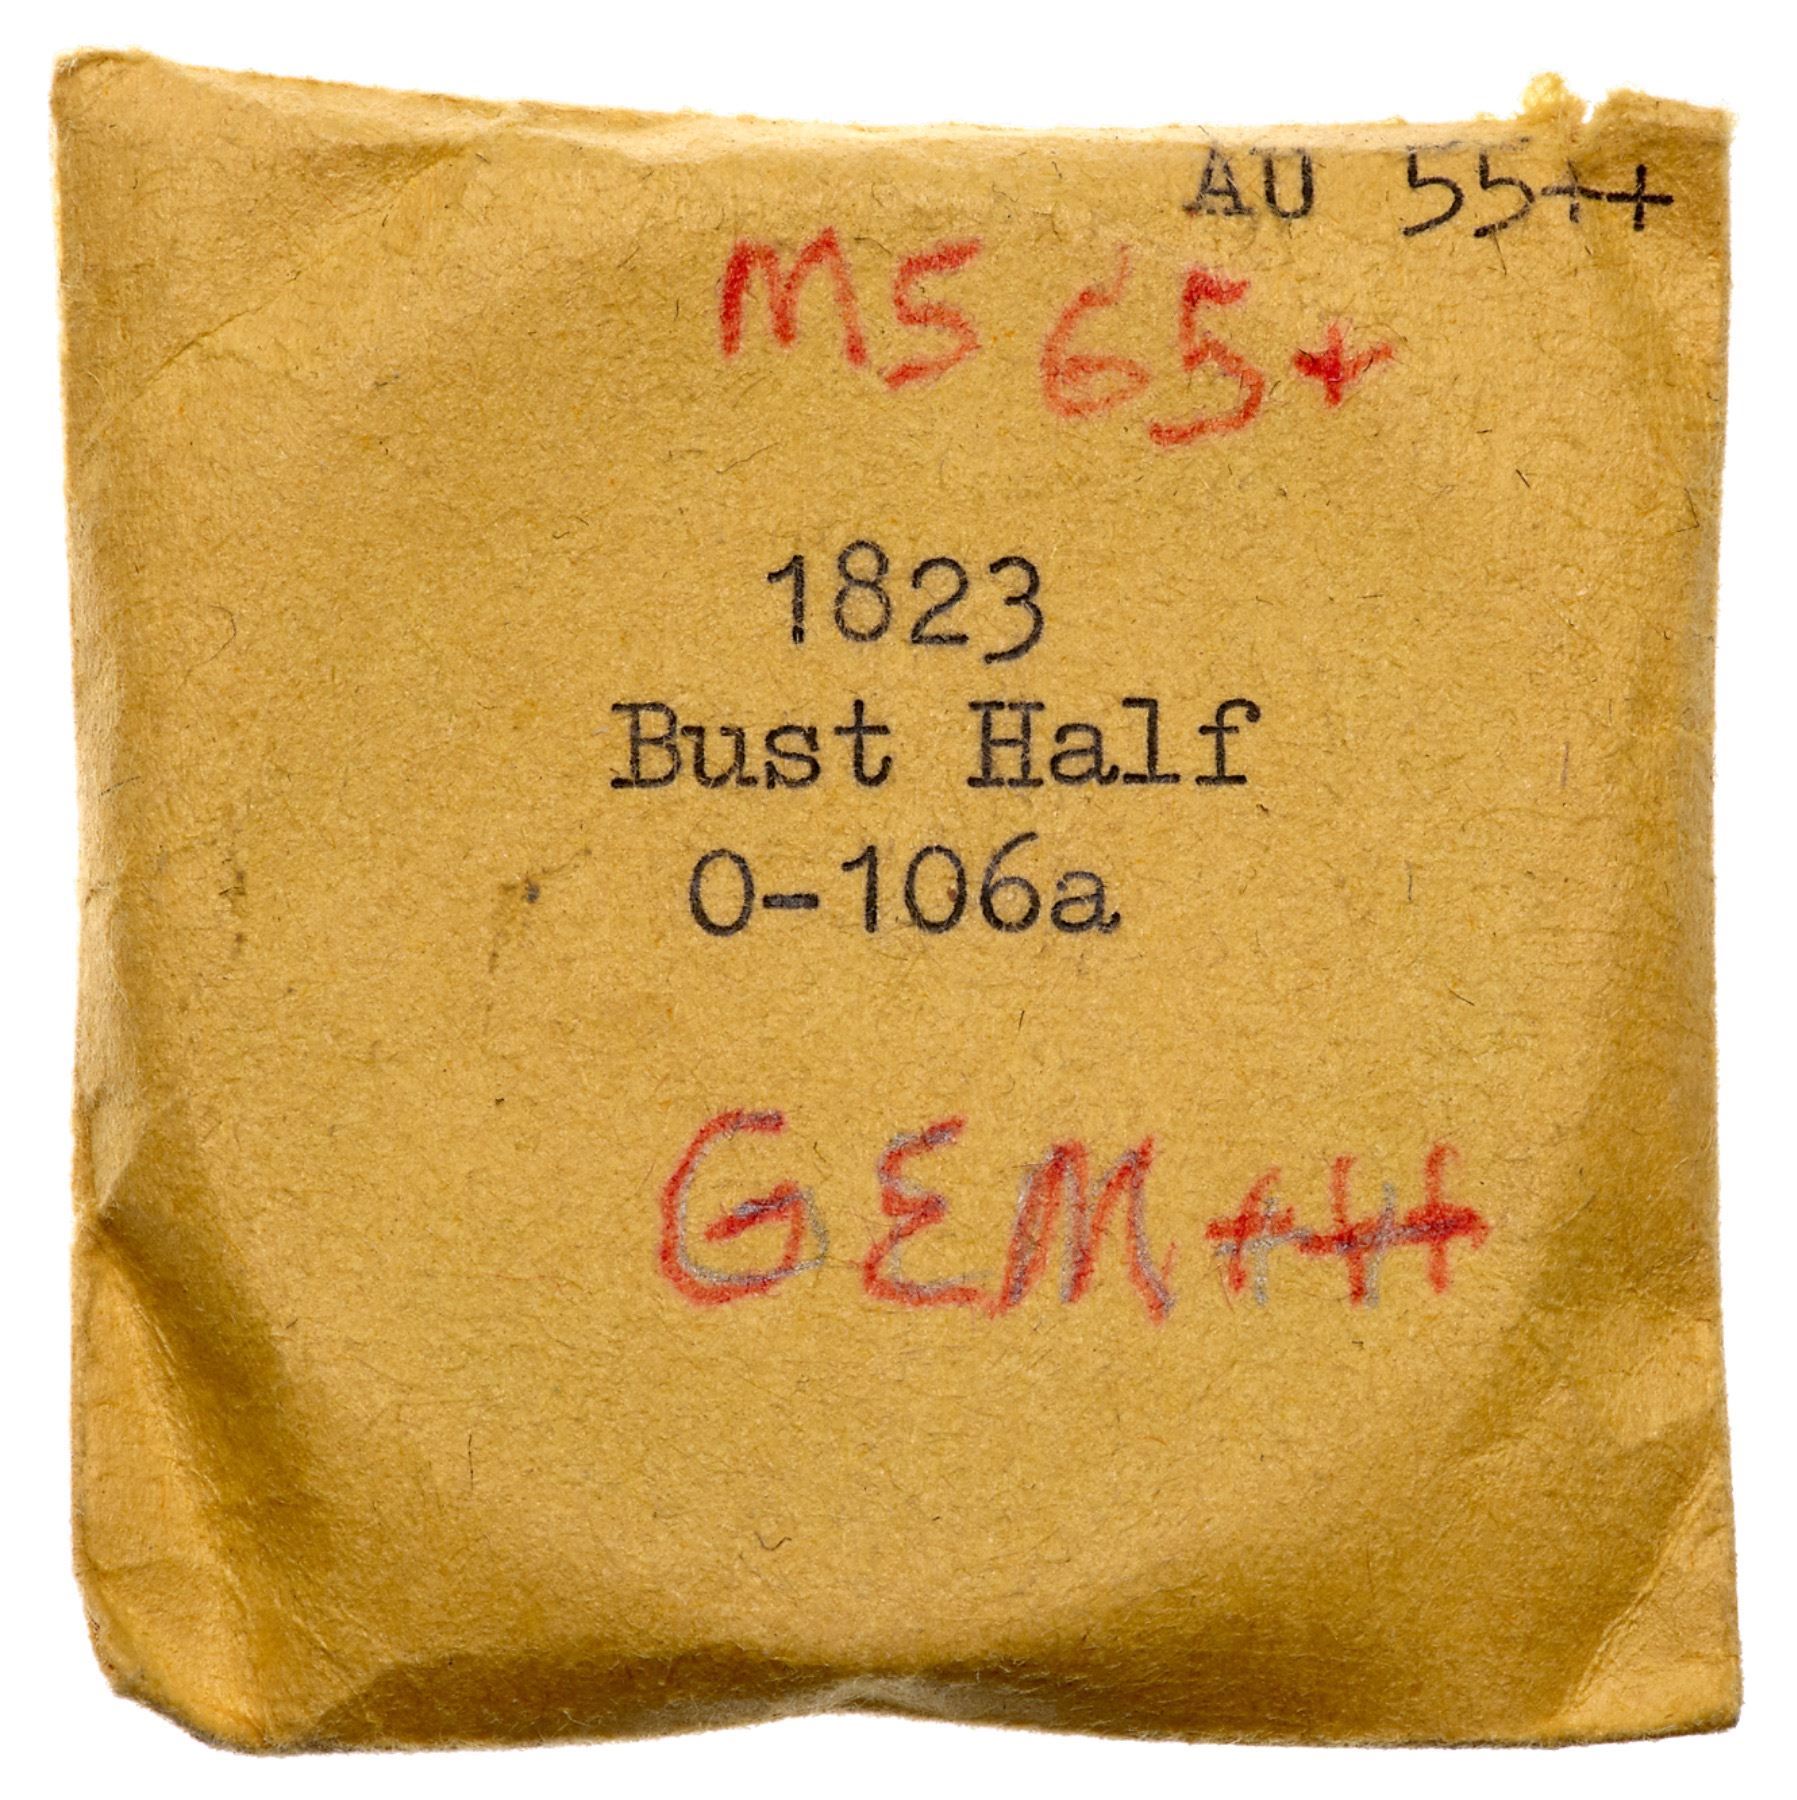 AU 55++
MS 65+
1823
Bust Half
O-106a
GEM +++